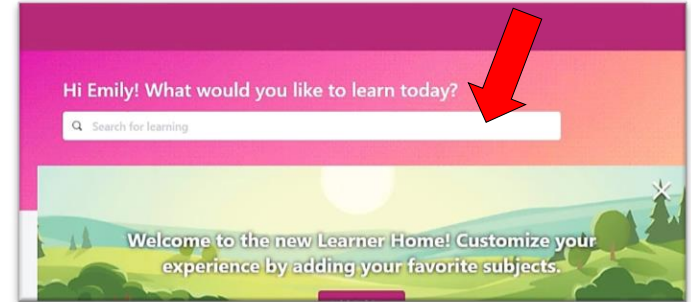 Hi Emily! What would you like to learn today?
Search for learning
Welcome to the new Learner Home! Customize your
experience by adding your favorite subjects.